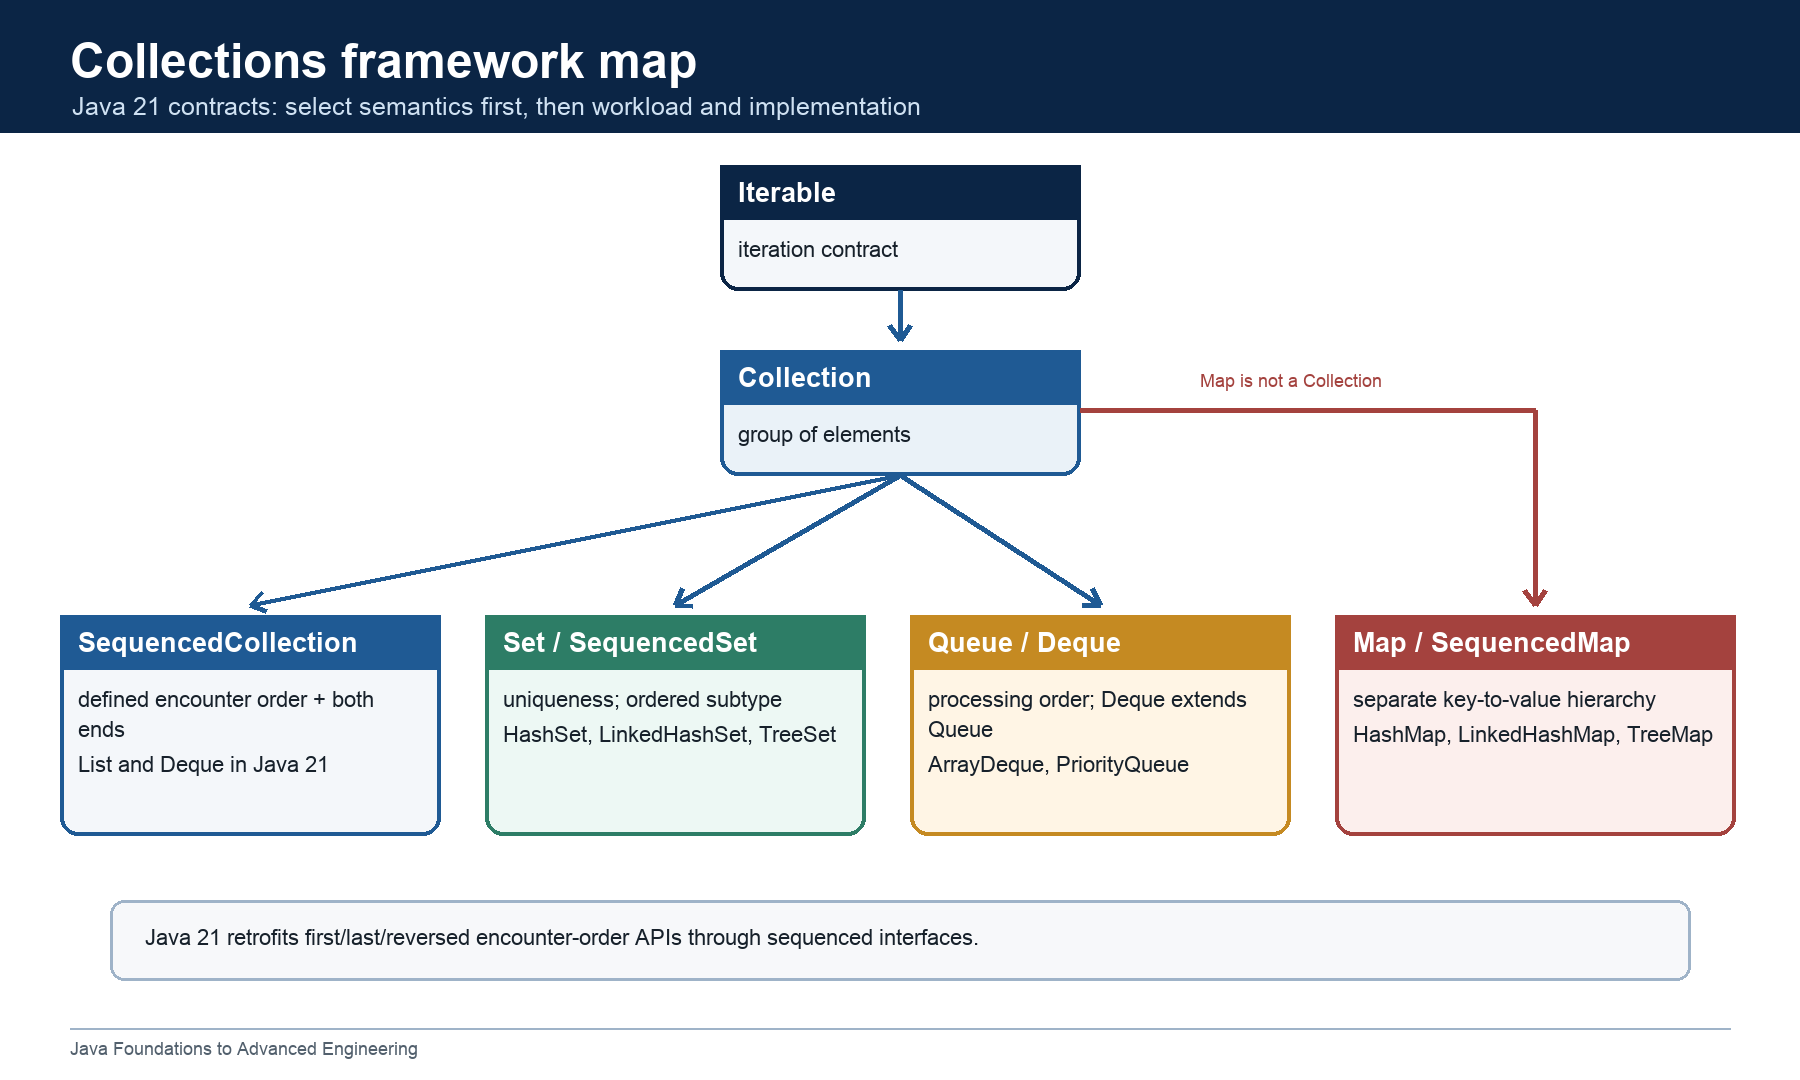 Collections framework map
Java 21 contracts: select semantics first, then workload and implementation
Iterable
iteration contract
Collection
group of elements
Map is not a Collection
SequencedCollection
defined encounter order + both
ends
List and Deque in Java 21
Set / SequencedSet
uniqueness; ordered subtype
HashSet, LinkedHashSet, TreeSet
Queue / Deque
processing order; Deque extends
Queue
ArrayDeque, PriorityQueue
Map / SequencedMap
separate key-to-value hierarchy
HashMap, LinkedHashMap, TreeMap
Java 21 retrofits first/last/reversed encounter-order APIs through sequenced interfaces.
Java Foundations to Advanced Engineering